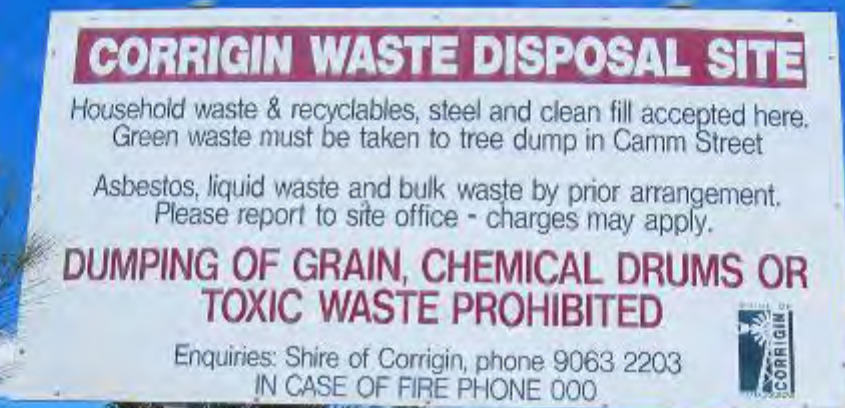 CORRIGIN WASTE DISPOSAL SITE
Household waste & recyclables, steel and clean fill accepted here.
Green waste must be taken to tree dump in Camm Street
Asbestos, liquid waste and bulk waste by prior arrangement.
Please report to site office - charges may apply.
DUMPING OF GRAIN, CHEMICAL DRUMS OR
TOXIC WASTE PROHIBITED
Enquiries: Shire of Corrigin, phone 9063 2203
IN CASE OF FIRE PHONE 000
SHIRE OF
CORRIGIN